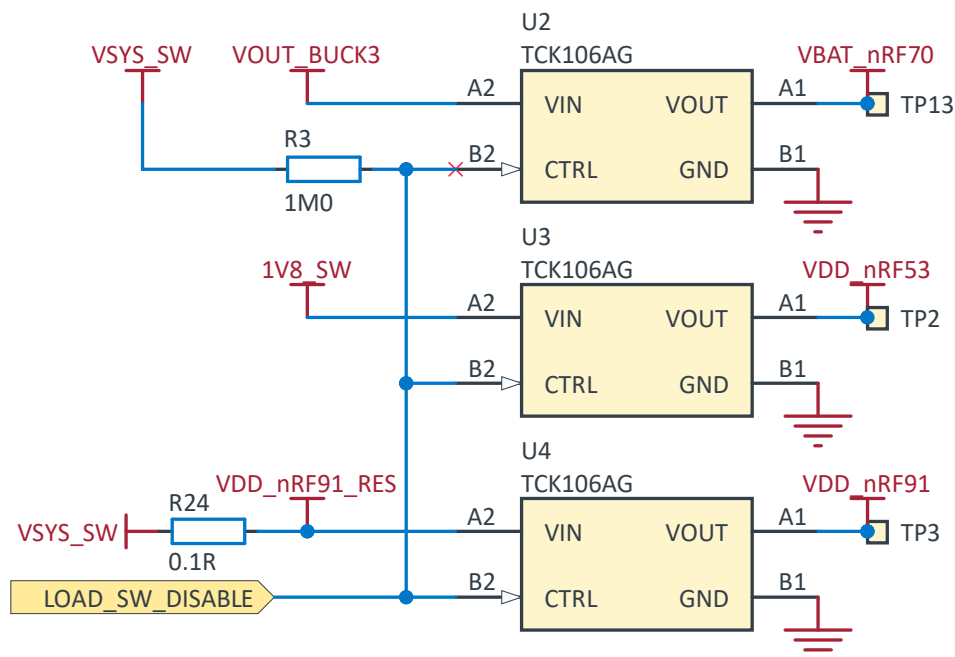 U2
VSYS_SW
VOUT_BUCK3
TCK106AG
VBAT_nRF70
A2
VIN
VOUT
A1
TP13
R3
B2
CTRL
GND
B1
1M0
U3
1V8_SW
TCK106AG
VDD_nRF53
A2
VIN
VOUT
A1
TP2
B2
CTRL
GND
B1
U4
VDD_nRF91_RES
TCK106AG
VDD_nRF91
R24
A2
VSYS_SW
VIN
VOUT
A1
TP3
0.1R
B2
LOAD_SW_DISABLE
CTRL
GND
B1